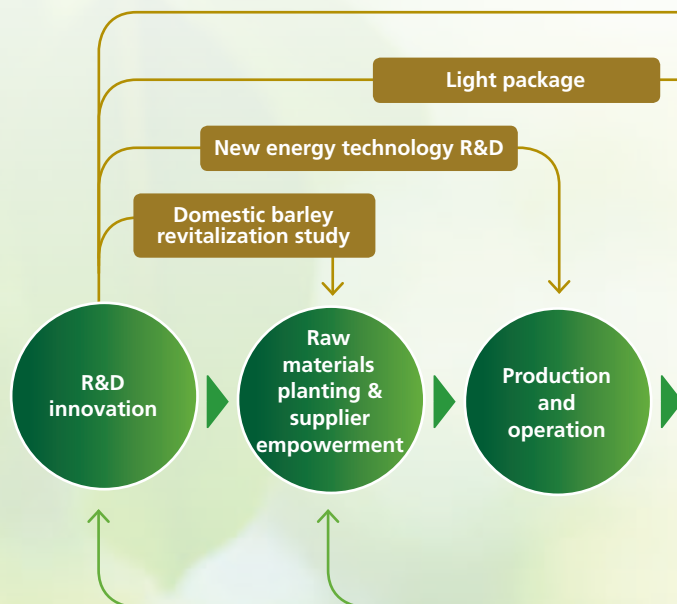 Light package
New energy technology R&D
Domestic barley
revitalization study
R&D
innovation
Raw
materials
planting &
supplier
empowerment
Production
and
operation